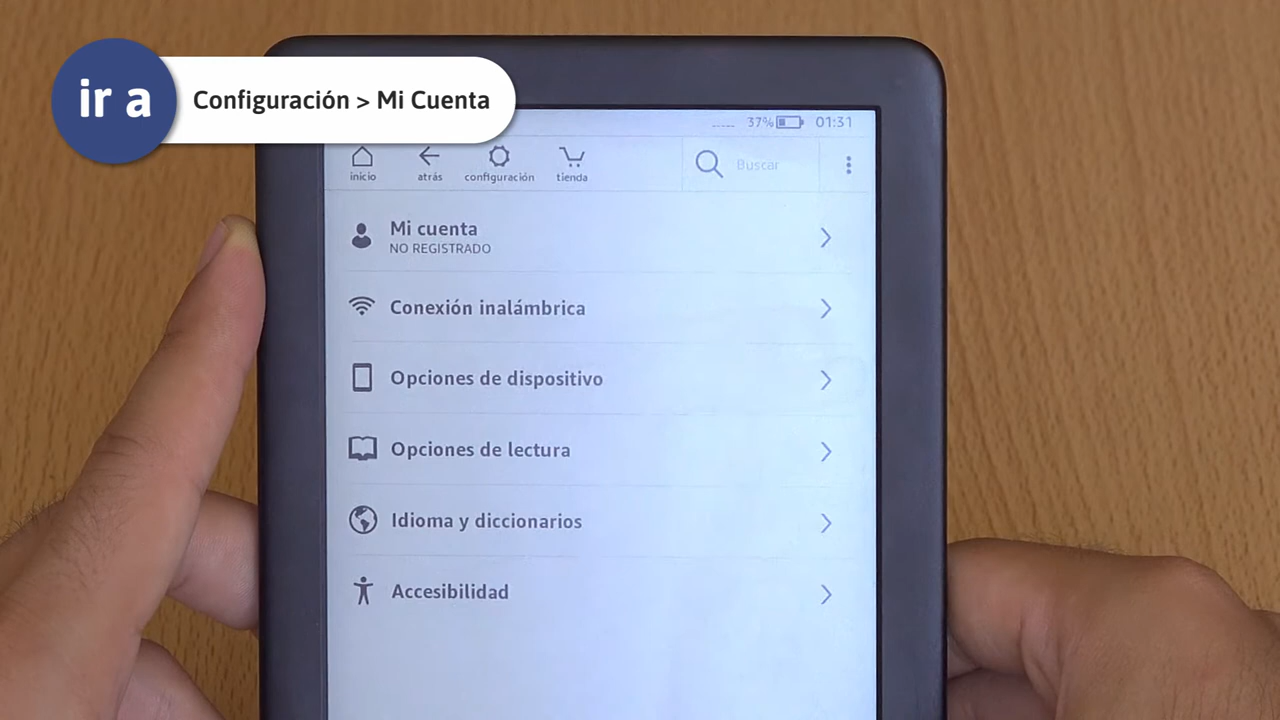 ir a
Configuración > Mi Cuenta
37%
01:31
inicio
atrás
configuración
tienda
Buscar
Mi cuenta
NO REGISTRADO
Conexión inalámbrica
Opciones de dispositivo
Opciones de lectura
Idioma y diccionarios
Accesibilidad